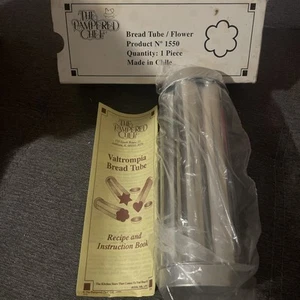 THE
PAMPERED
CHEF
Bread Tube / Flower
Product Nº 1550
Quantity: 1 Piece
Made in Chile
THE
PAMPERED
CHEF
Valtrompia
Bread Tube
Recipe and
Instruction Book